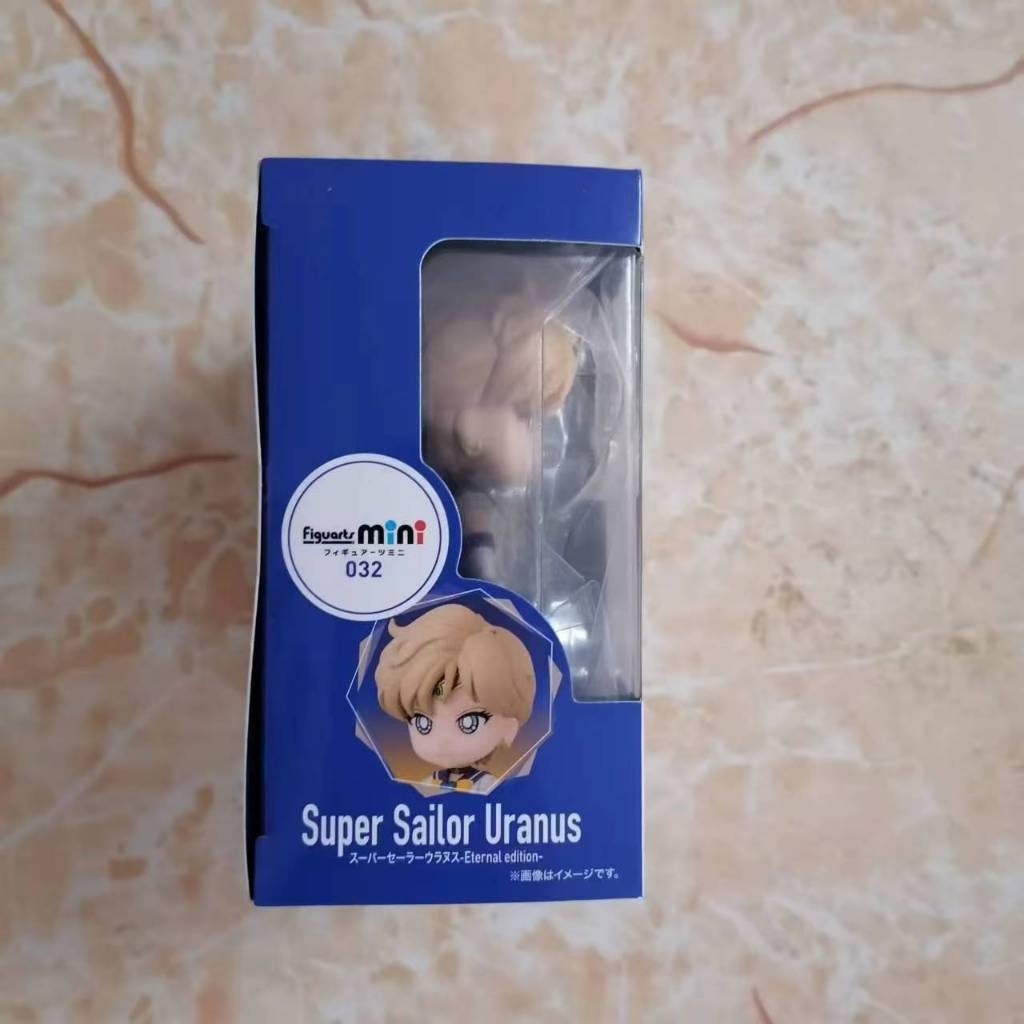 Figuarts mini
フィギュアーツミニ
032
Super Sailor Uranus
スーパーセーラーウラヌス-Eternal edition-
※画像はイメージです。